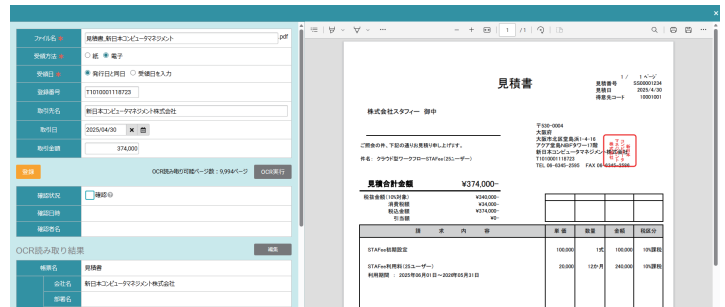 ファイル名 * 見積書_新日本コンピュータマネジメント .pdf
受領方法 * 紙 電子
受領日 * 発行日と同日 受領日を入力
登録番号 T1010001118723
取引先名 新日本コンピュータマネジメント株式会社
取引日 2025/04/30
取引金額 374,000
登録 OCR読み取り可能ページ数：9,994ページ OCR実行
確認状況 確認
確認日時
確認者名
OCR読み取り結果 編集
帳票名 見積書
会社名 新日本コンピュータマネジメント株式会社
部署名
1 /1
見積書
1 / 1 ページ
見積番号 SS00001234
見積日 2025/4/30
得意先コード 10001001
株式会社スタフィー 御中
〒530-0004
大阪府
大阪市北区堂島浜1-4-16
アクア堂島NBFタワー17階
新日本コンピュータマネジメント株式会社
T1010001118723
TEL 06-6345-2595 FAX 06-6345-2596
ご照会の件、下記の通りお見積り申し上げます。
件名： クラウド型ワークフローSTAFee(25ユーザー)
見積合計金額 ¥374,000-
税抜金額(10%対象) ¥340,000-
消費税額 ¥34,000-
税込金額 ¥374,000-
引当額 ¥0-
請 求 内 容 単 価 数量 金額 税区分
STAFee初期設定 100,000 1式 100,000 10%課税
STAFee利用料(25ユーザー) 20,000 12か月 240,000 10%課税
利用期間 ： 2025年06月01日～2026年05月31日